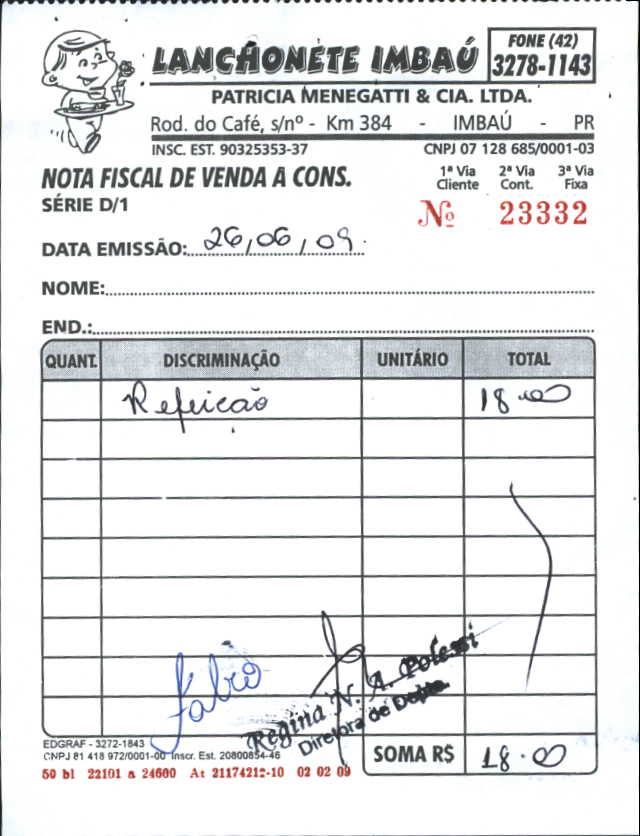 LANCHONETE IMBAÚ
FONE (42)
3278-1143
PATRICIA MENEGATTI & CIA. LTDA.
Rod. do Café, s/nº - Km 384 - IMBAÚ - PR
INSC. EST. 90325353-37 CNPJ 07 128 685/0001-03
NOTA FISCAL DE VENDA A CONS.
1ª Via Cliente 2ª Via Cont. 3ª Via Fixa
SÉRIE D/1
Nº 23332
DATA EMISSÃO: 26,06,09
NOME:
END.:
QUANT. DISCRIMINAÇÃO UNITÁRIO TOTAL
Refeição 18.00
Fabio
Regina N. A. Polessi
Diretora de Depto.
EDGRAF - 3272-1843
CNPJ 81 418 972/0001-00 Inscr. Est. 20800854-46
50 bl 22101 a 24600 At 21174212-10 02 02 09
SOMA R$ 18.00